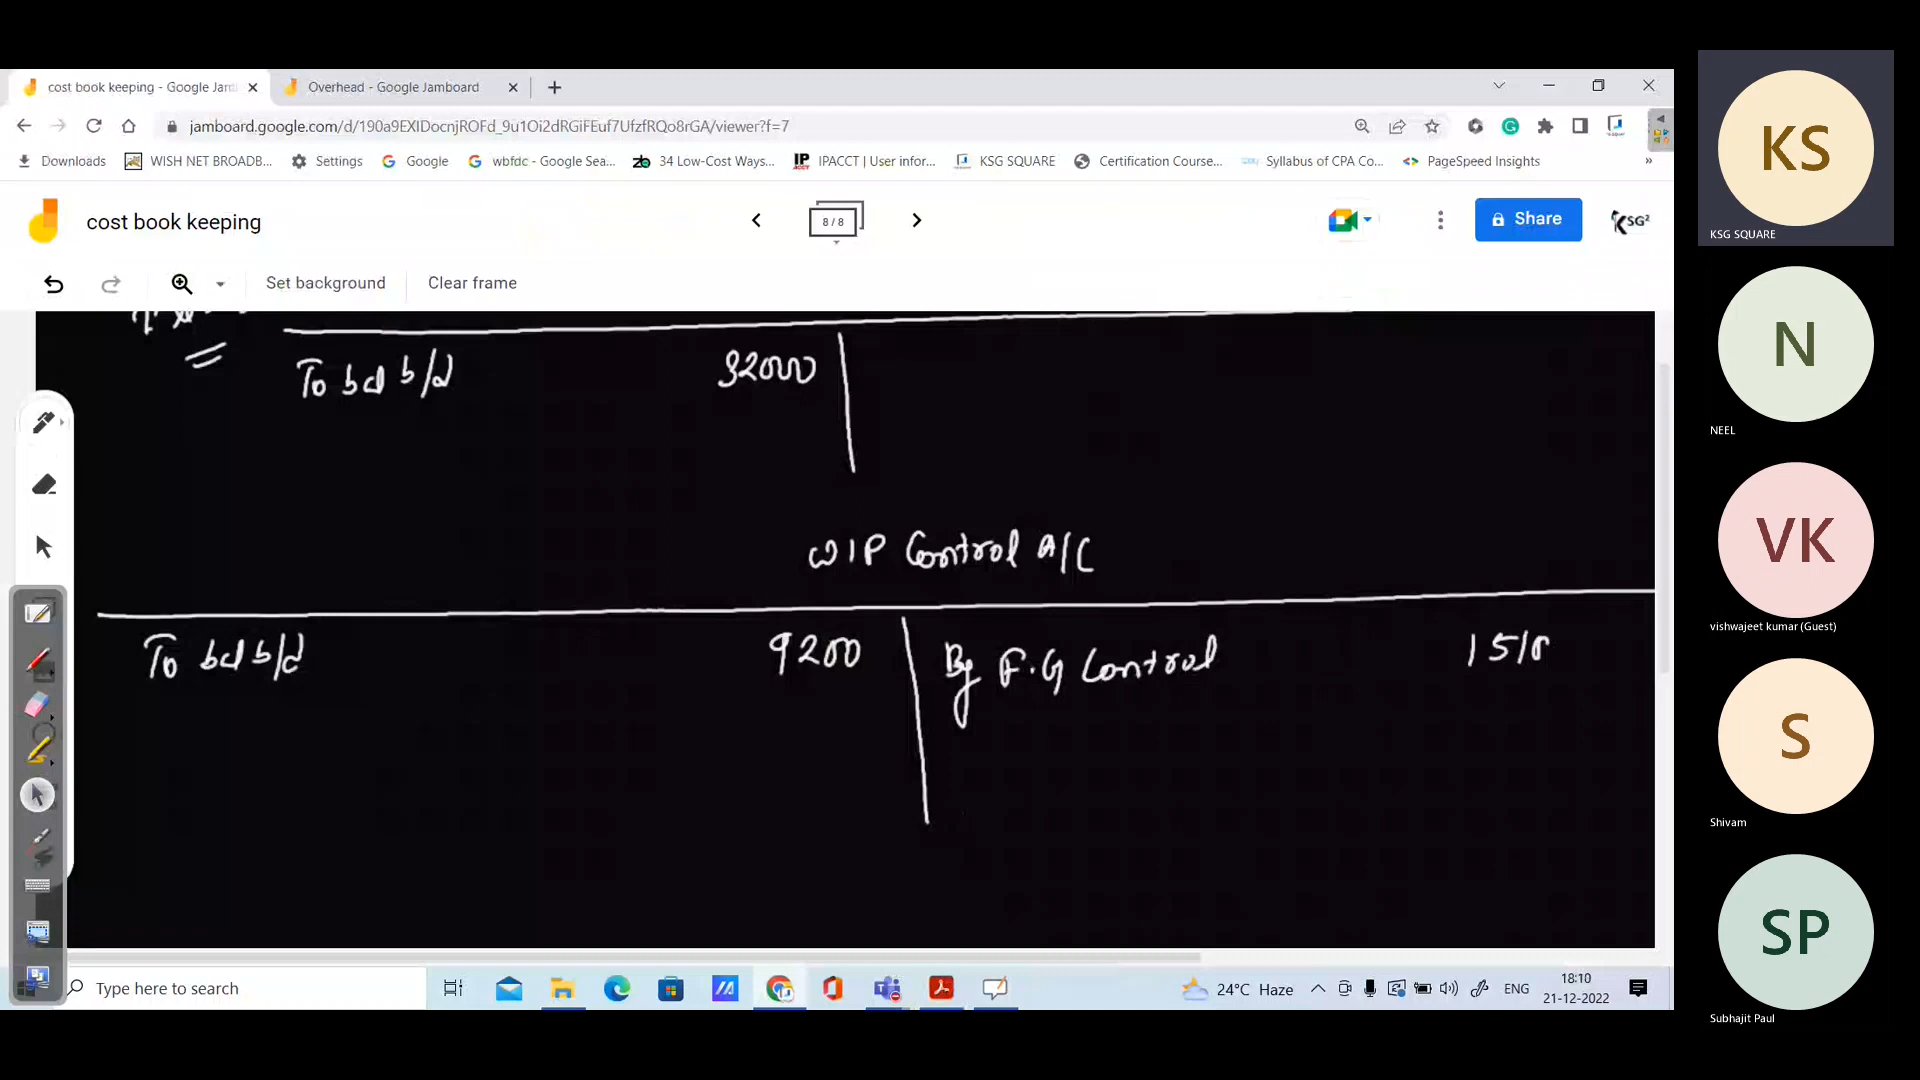 cost book keeping - Google Jam
Overhead - Google Jamboard
jamboard.google.com/d/190a9EXIDocnjROFd_9u1Oi2dRGiFEuf7UfzfRQo8rGA/viewer?f=7
Downloads WISH NET BROADB... Settings Google wbfdc - Google Sea... 34 Low-Cost Ways... IPACCT | User infor... KSG SQUARE Certification Course... Syllabus of CPA Co... PageSpeed Insights »
cost book keeping
8 / 8
Share
KSG²
Set background
Clear frame
To bal b/d 32000
WIP Control A/C
To bal b/d 9200 By F.G Control 1510
Type here to search
24°C Haze
ENG
18:10
21-12-2022
KS
KSG SQUARE
N
NEEL
VK
vishwajeet kumar (Guest)
S
Shivam
SP
Subhajit Paul